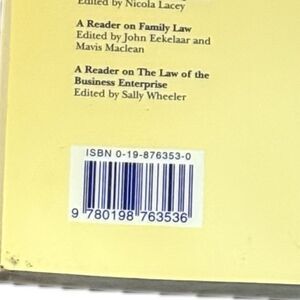 Edited by Nicola Lacey
A Reader on Family Law
Edited by John Eekelaar and
Mavis Maclean
A Reader on The Law of the
Business Enterprise
Edited by Sally Wheeler
ISBN 0-19-876353-0
9 780198 763536